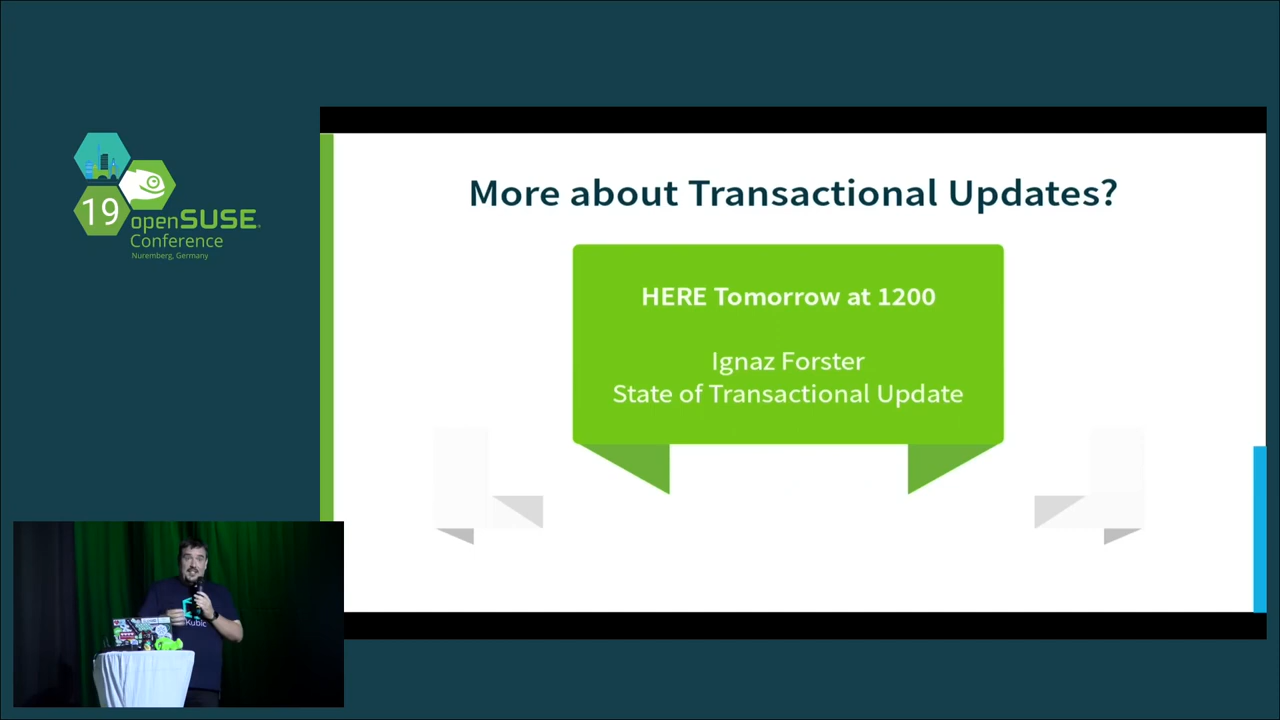 19
openSUSE
Conference
Nuremberg, Germany
More about Transactional Updates?
HERE Tomorrow at 1200
Ignaz Forster
State of Transactional Update
Kubic